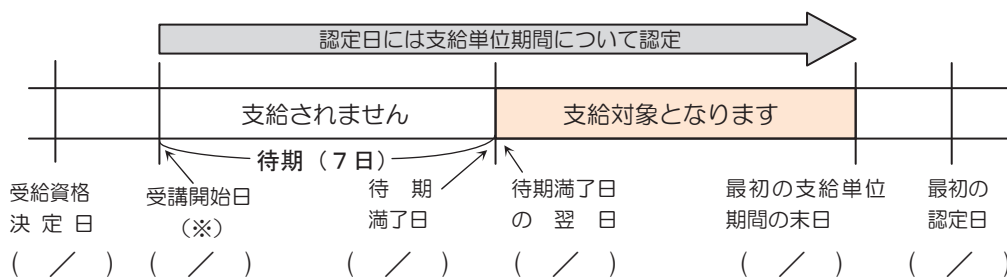 認定日には支給単位期間について認定
支給されません
支給対象となります
待期（７日）
受給資格
決 定 日
受講開始日
（※）
待　期
満了日
待期満了日
の　翌　日
最初の支給単位
期間の末日
最初の
認定日
（　／　）（　／　）　（　／　）　（　／　）　（　／　）　（　／　）